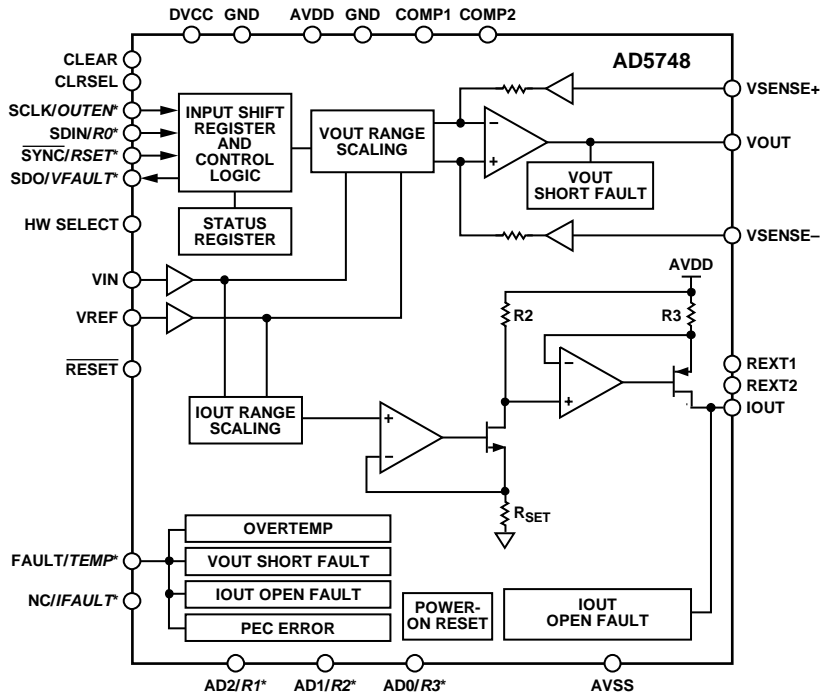 DVCC GND AVDD GND COMP1 COMP2
AD5748
CLEAR
CLRSEL
SCLK/OUTEN*
SDIN/R0*
SYNC/RSET*
SDO/VFAULT*
HW SELECT
VIN
VREF
RESET
INPUT SHIFT
REGISTER
AND
CONTROL
LOGIC
STATUS
REGISTER
VOUT RANGE
SCALING
−
+
VSENSE+
VOUT
VOUT
SHORT FAULT
VSENSE−
AVDD
R2
R3
−
+
REXT1
REXT2
IOUT
IOUT RANGE
SCALING
+
−
RSET
FAULT/TEMP*
NC/IFAULT*
OVERTEMP
VOUT SHORT FAULT
IOUT OPEN FAULT
PEC ERROR
POWER-
ON RESET
IOUT
OPEN FAULT
AD2/R1* AD1/R2* AD0/R3* AVSS